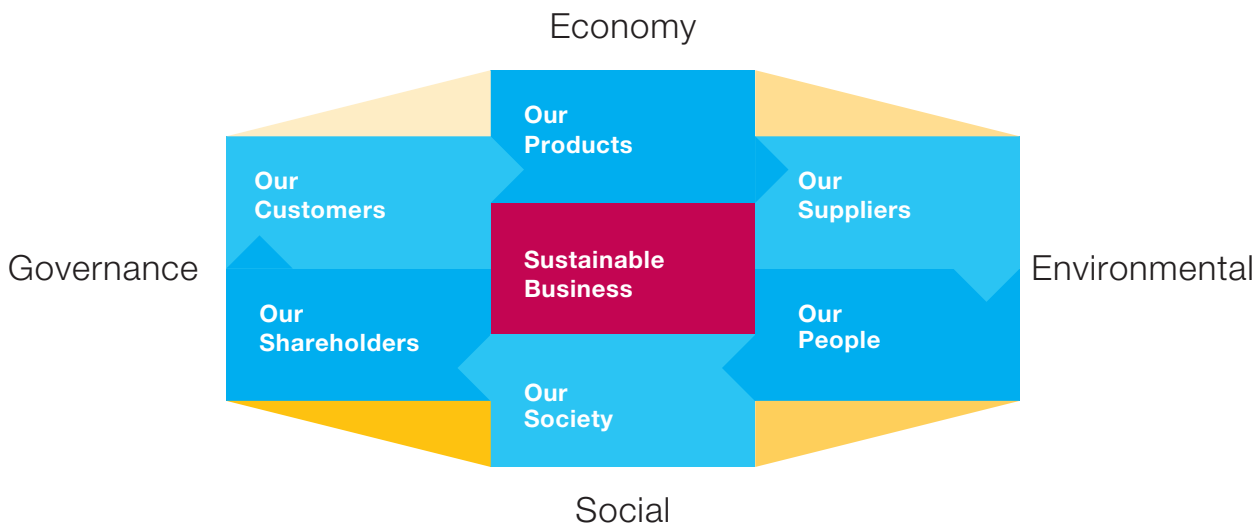 Economy
Our
Products
Our
Customers
Our
Suppliers
Governance
Sustainable
Business
Environmental
Our
Shareholders
Our
People
Our
Society
Social